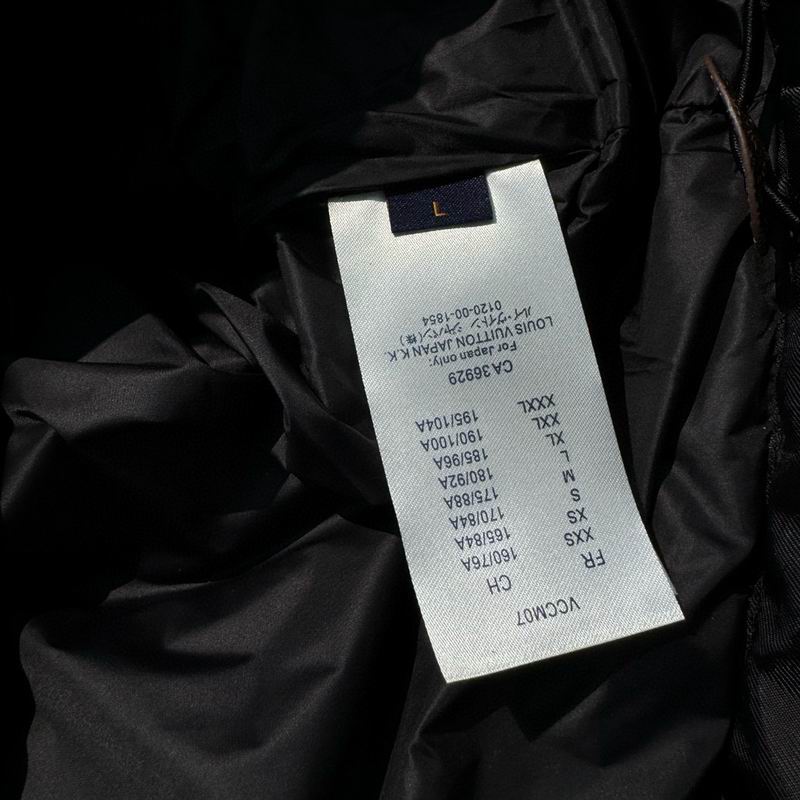 L
VCCM07
FR CH
XXS 160/76A
XS 165/84A
S 170/84A
M 175/88A
L 180/92A
XL 185/96A
XXL 190/100A
XXXL 195/104A
CA 36929
For Japan only:
LOUIS VUITTON JAPAN K.K.
ルイ・ヴィトン ジャパン(株)
0120-00-1854